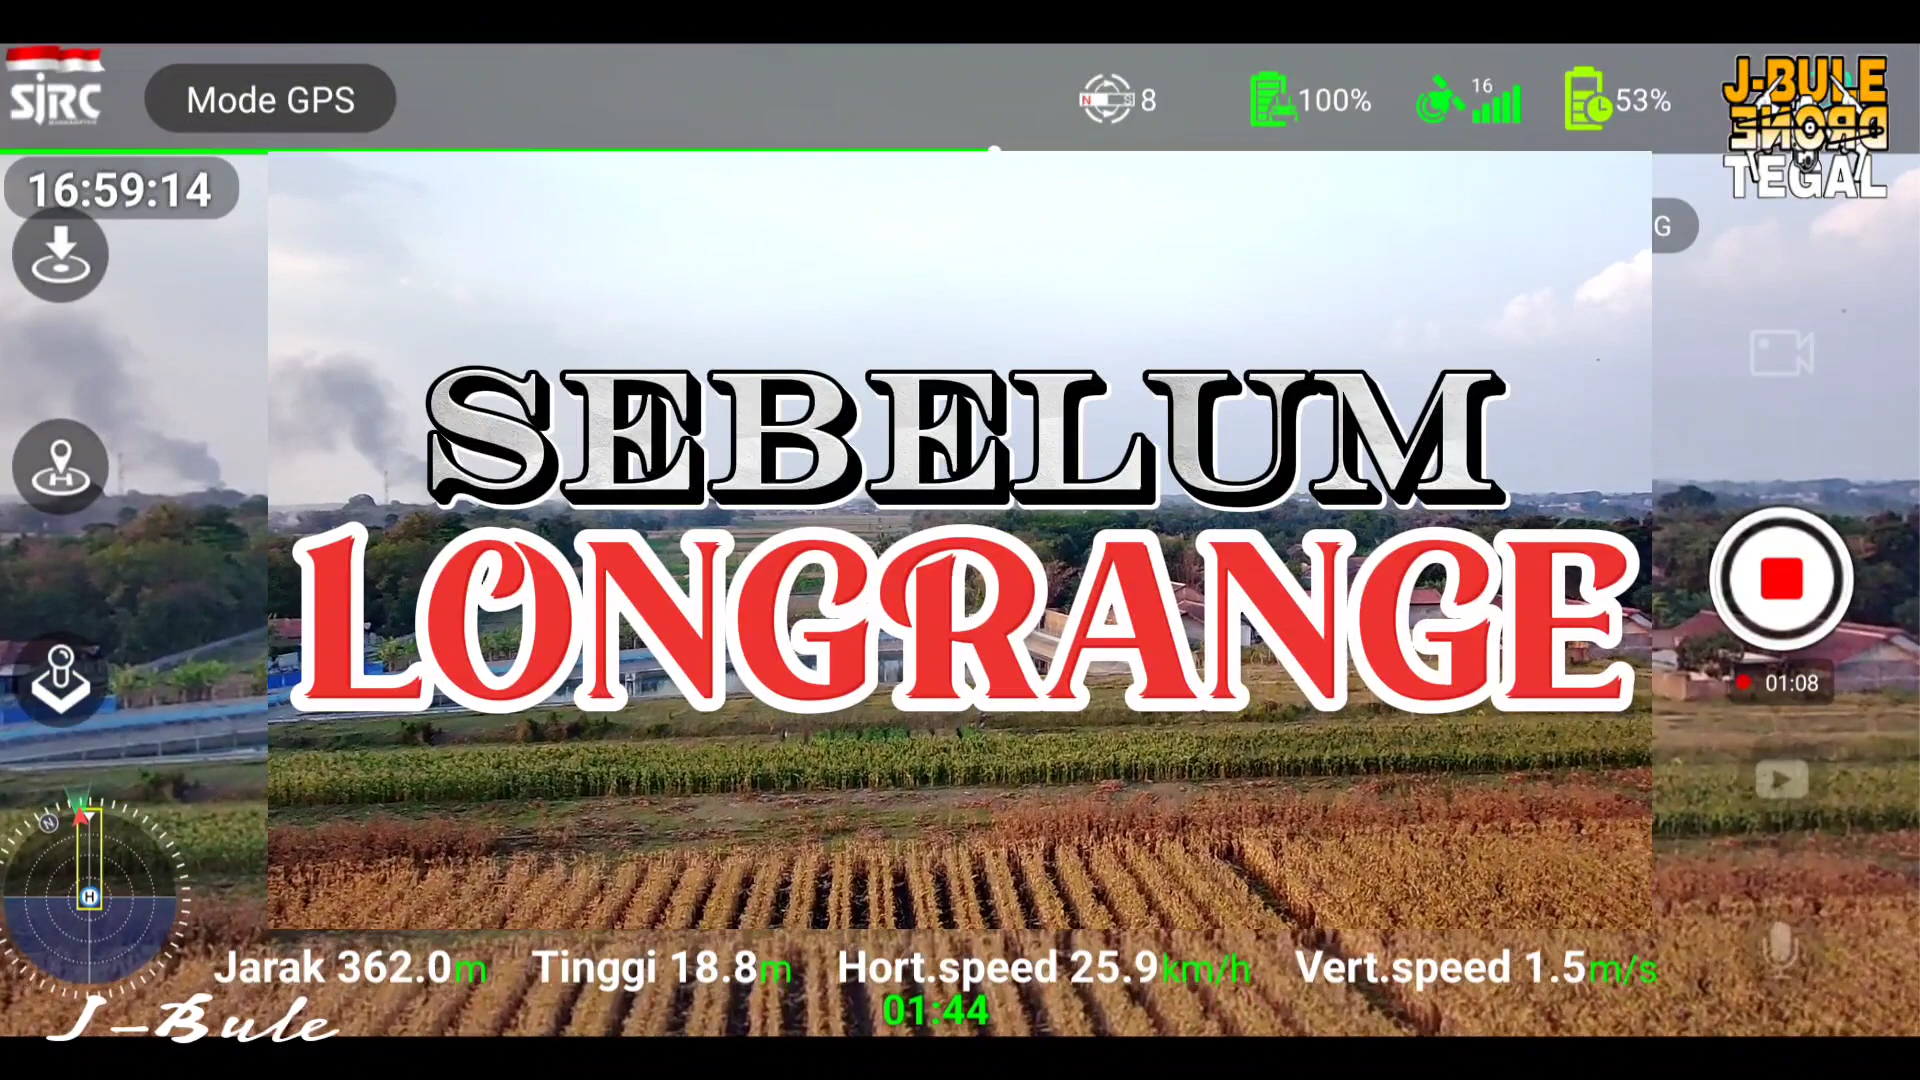 SJRC
Mode GPS
N S 8
100%
16
53%
J-BULE
DRONE
TEGAL
16:59:14
G
SEBELUM
LONGRANGE
01:08
N
H
Jarak 362.0m Tinggi 18.8m Hort.speed 25.9km/h Vert.speed 1.5m/s
01:44
J-Bule